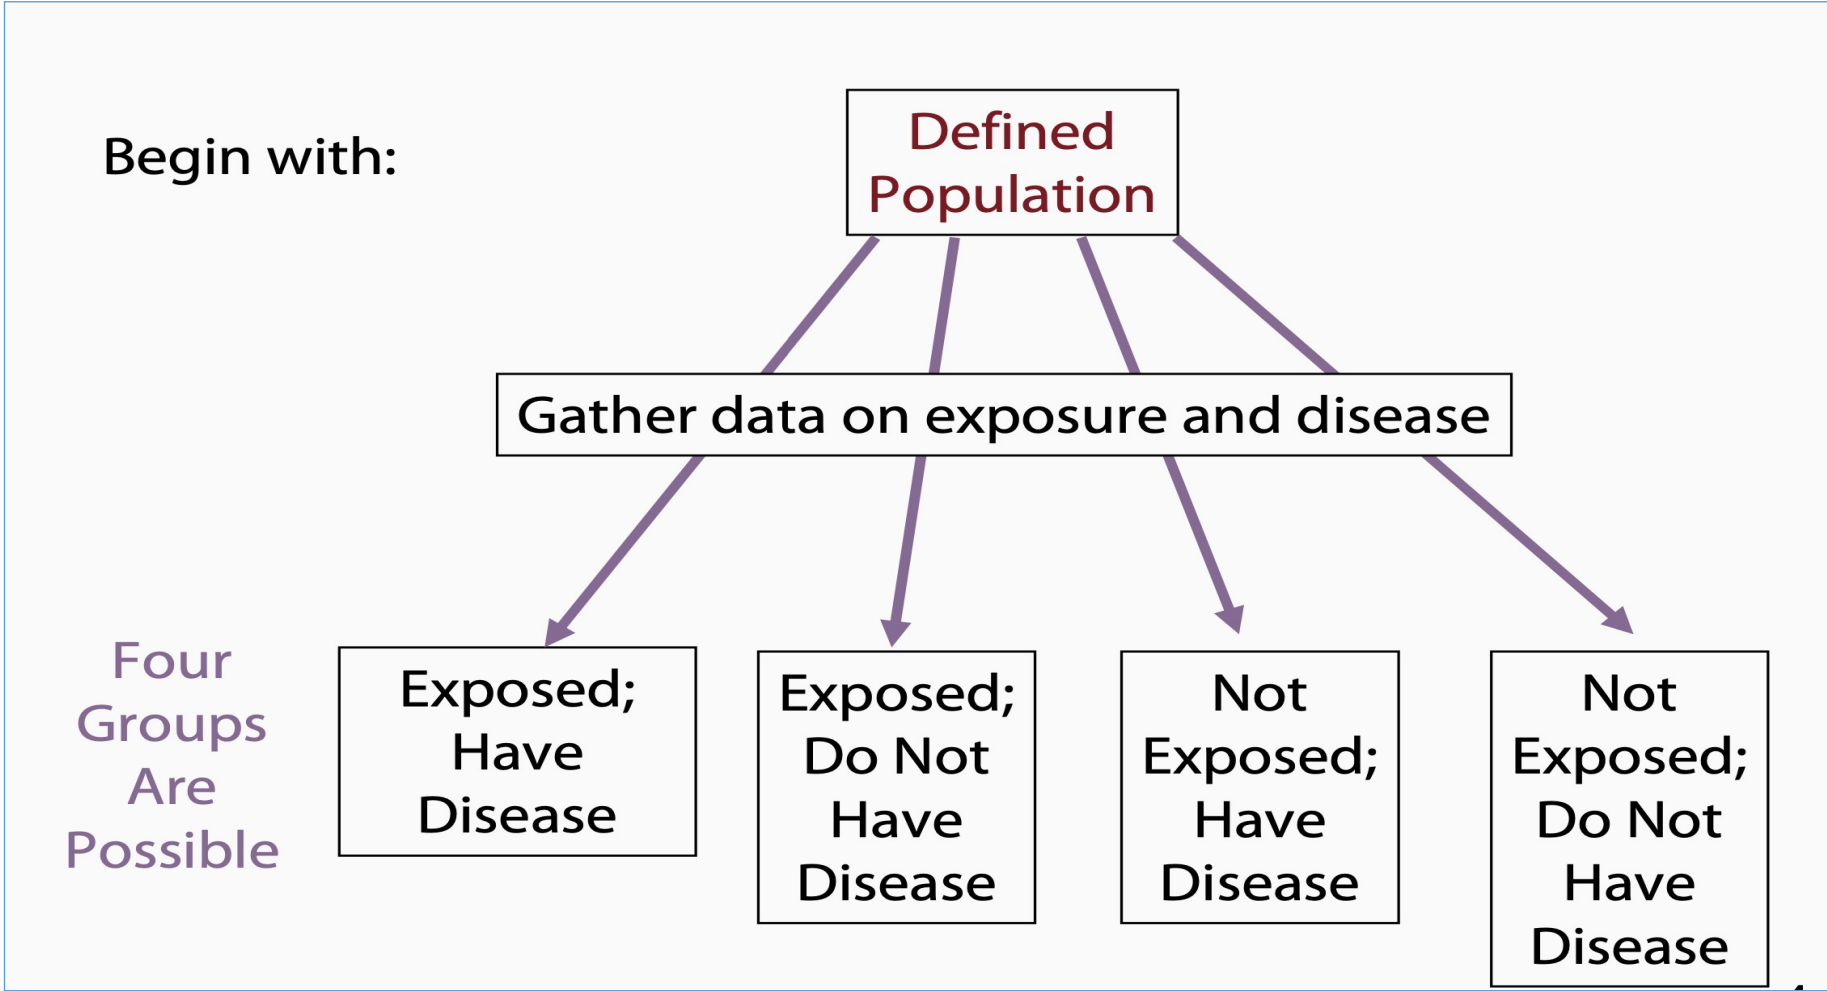 Begin with:
Defined
Population
Gather data on exposure and disease
Four
Groups
Are
Possible
Exposed;
Have
Disease
Exposed;
Do Not
Have
Disease
Not
Exposed;
Have
Disease
Not
Exposed;
Do Not
Have
Disease